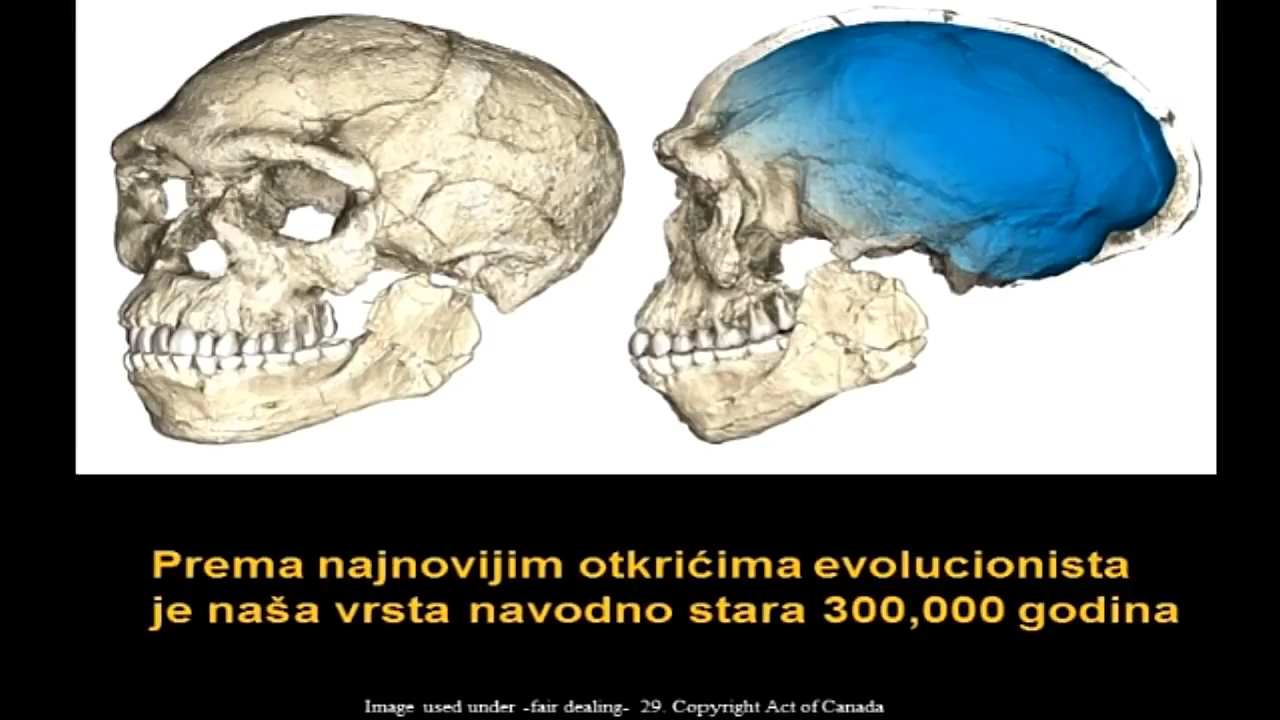 Prema najnovijim otkrićima evolucionista
je naša vrsta navodno stara 300,000 godina
Image used under -fair dealing- 29. Copyright Act of Canada